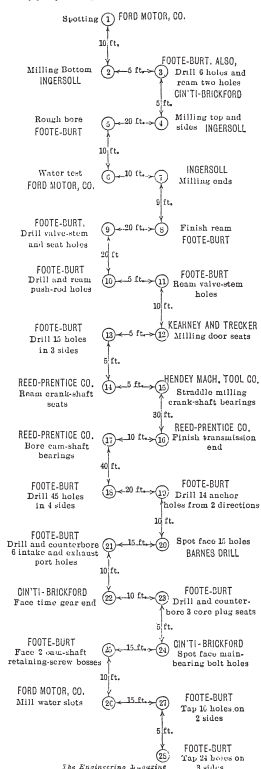 Spotting 1 FORD MOTOR, CO.
10 ft.
Milling Bottom
INGERSOLL
2
5 ft.
3
FOOTE-BURT. ALSO,
Drill 6 holes and
ream two holes
CIN'TI-BRICKFORD
5 ft.
Rough bore
FOOTE-BURT
5
20 ft.
4
Milling top and
sides INGERSOLL
10 ft.
Water test
FORD MOTOR, CO.
6
10 ft.
7
INGERSOLL
Milling ends
9 ft.
FOOTE-BURT.
Drill valve-stem
and seat holes
9
20 ft.
8
Finish ream
FOOTE-BURT
20 ft
FOOTE-BURT
Drill and ream
push-rod holes
10
5 ft.
11
FOOTE-BURT
Ream valve-stem
holes
10 ft.
FOOTE-BURT
Drill 15 holes
in 3 sides
13
5 ft.
12
KEARNEY AND TRECKER
Milling door seats
5 ft.
REED-PRENTICE CO.
Ream crank-shaft
seats
14
5 ft.
15
HENDEY MACH. TOOL CO.
Straddle milling
crank-shaft bearings
30 ft.
REED-PRENTICE CO.
Bore cam-shaft
bearings
17
10 ft.
16
REED-PRENTICE CO.
Finish transmission
end
40 ft.
FOOTE-BURT
Drill 45 holes
in 4 sides
18
20 ft.
19
FOOTE-BURT
Drill 14 anchor
holes from 2 directions
FOOTE-BURT
Drill and counterbore
6 intake and exhaust
port holes
21
15 ft.
20
Spot face 15 holes
BARNES DRILL
10 ft.
CIN'TI-BRICKFORD
Face time gear end
22
10 ft.
23
FOOTE-BURT
Drill and counter-
bore 3 core plug seats
5 ft.
FOOTE-BURT
Face 2 cam-shaft
retaining-screw bosses
15 ft.
24
CIN'TI-BRICKFORD
Spot face main-
bearing bolt holes
10 ft.
FORD MOTOR, CO.
Mill water slots
26
15 ft.
27
FOOTE-BURT
Tap 16 holes on
2 sides
5 ft.
28
FOOTE-BURT
Tap 24 holes on
3 sides
The Engineering Magazine